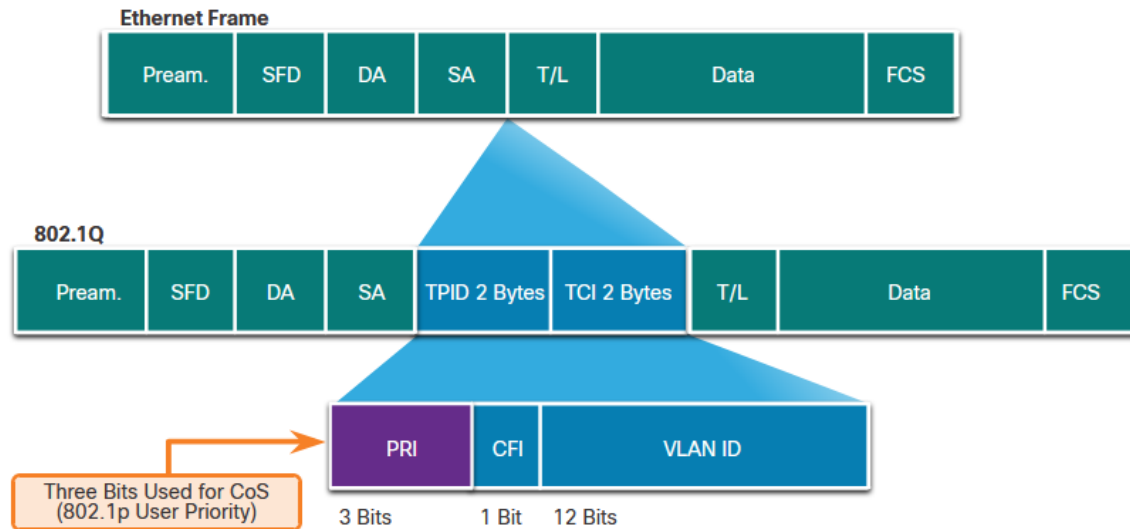 Ethernet Frame
Pream. SFD DA SA T/L Data FCS
802.1Q
Pream. SFD DA SA TPID 2 Bytes TCI 2 Bytes T/L Data FCS
PRI CFI VLAN ID
Three Bits Used for CoS
(802.1p User Priority)
3 Bits 1 Bit 12 Bits